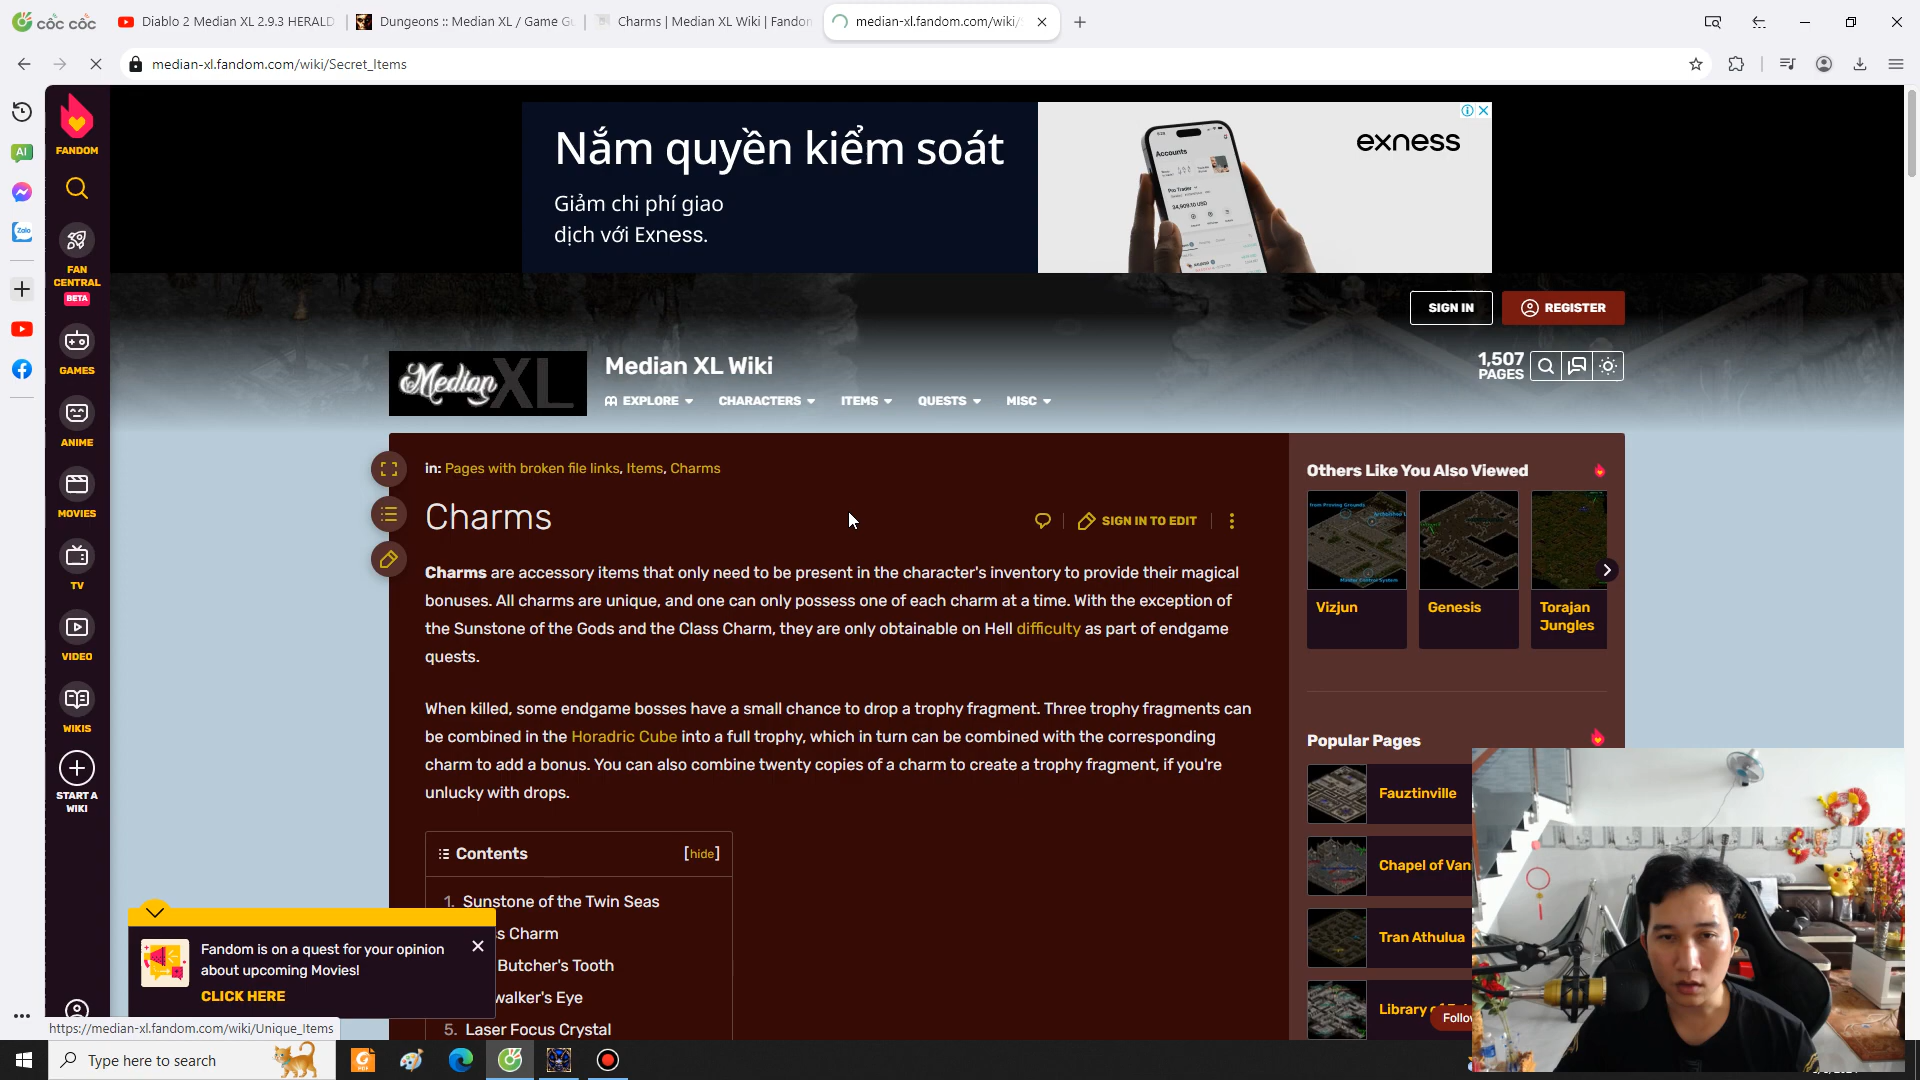 cốc cốc
Diablo 2 Median XL 2.9.3 HERALD
Dungeons :: Median XL / Game Gu
Charms | Median XL Wiki | Fandom
median-xl.fandom.com/wiki/S
median-xl.fandom.com/wiki/Secret_Items
AI
Zalo
FANDOM
FAN
CENTRAL
BETA
GAMES
ANIME
MOVIES
TV
VIDEO
WIKIS
START A
WIKI
Nắm quyền kiểm soát
Giảm chi phí giao
dịch với Exness.
exness
Accounts
SIGN IN
REGISTER
Median XL
Median XL Wiki
1,507
PAGES
EXPLORE
CHARACTERS
ITEMS
QUESTS
MISC
in: Pages with broken file links, Items, Charms
Charms
SIGN IN TO EDIT
Charms are accessory items that only need to be present in the character's inventory to provide their magical
bonuses. All charms are unique, and one can only possess one of each charm at a time. With the exception of
the Sunstone of the Gods and the Class Charm, they are only obtainable on Hell difficulty as part of endgame
quests.
When killed, some endgame bosses have a small chance to drop a trophy fragment. Three trophy fragments can
be combined in the Horadric Cube into a full trophy, which in turn can be combined with the corresponding
charm to add a bonus. You can also combine twenty copies of a charm to create a trophy fragment, if you're
unlucky with drops.
Contents
[hide]
1. Sunstone of the Twin Seas
s Charm
Butcher's Tooth
walker's Eye
5. Laser Focus Crystal
Others Like You Also Viewed
Vizjun
Genesis
Torajan
Jungles
Popular Pages
Fauztinville
Chapel of Van
Tran Athulua
Library
Follow
Fandom is on a quest for your opinion
about upcoming Movies!
CLICK HERE
https://median-xl.fandom.com/wiki/Unique_Items
Type here to search